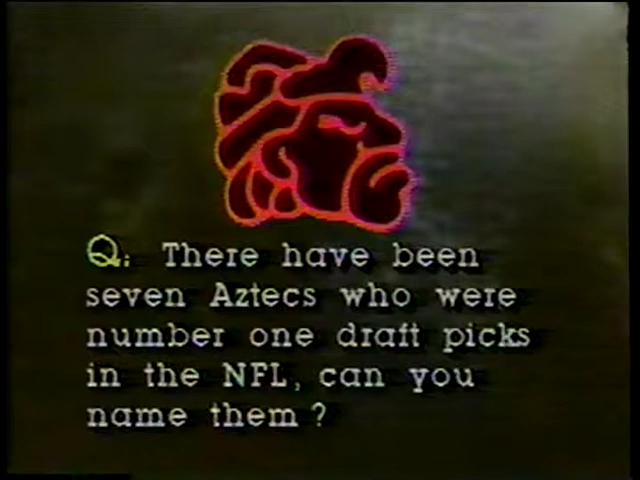 Q: There have been
seven Aztecs who were
number one draft picks
in the NFL, can you
name them?